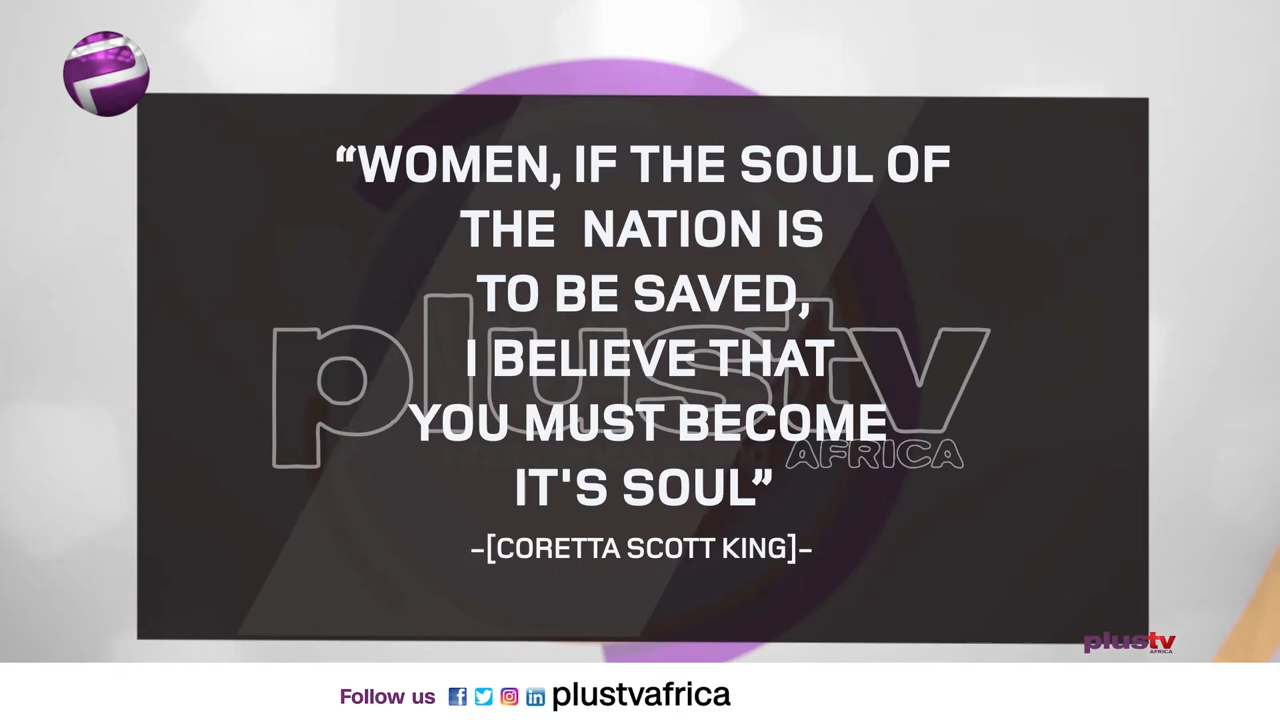 “WOMEN, IF THE SOUL OF
THE NATION IS
TO BE SAVED,
I BELIEVE THAT
YOU MUST BECOME
IT'S SOUL”
–[CORETTA SCOTT KING]–
plustv
AFRICA
plustv
AFRICA
Follow us plustvafrica